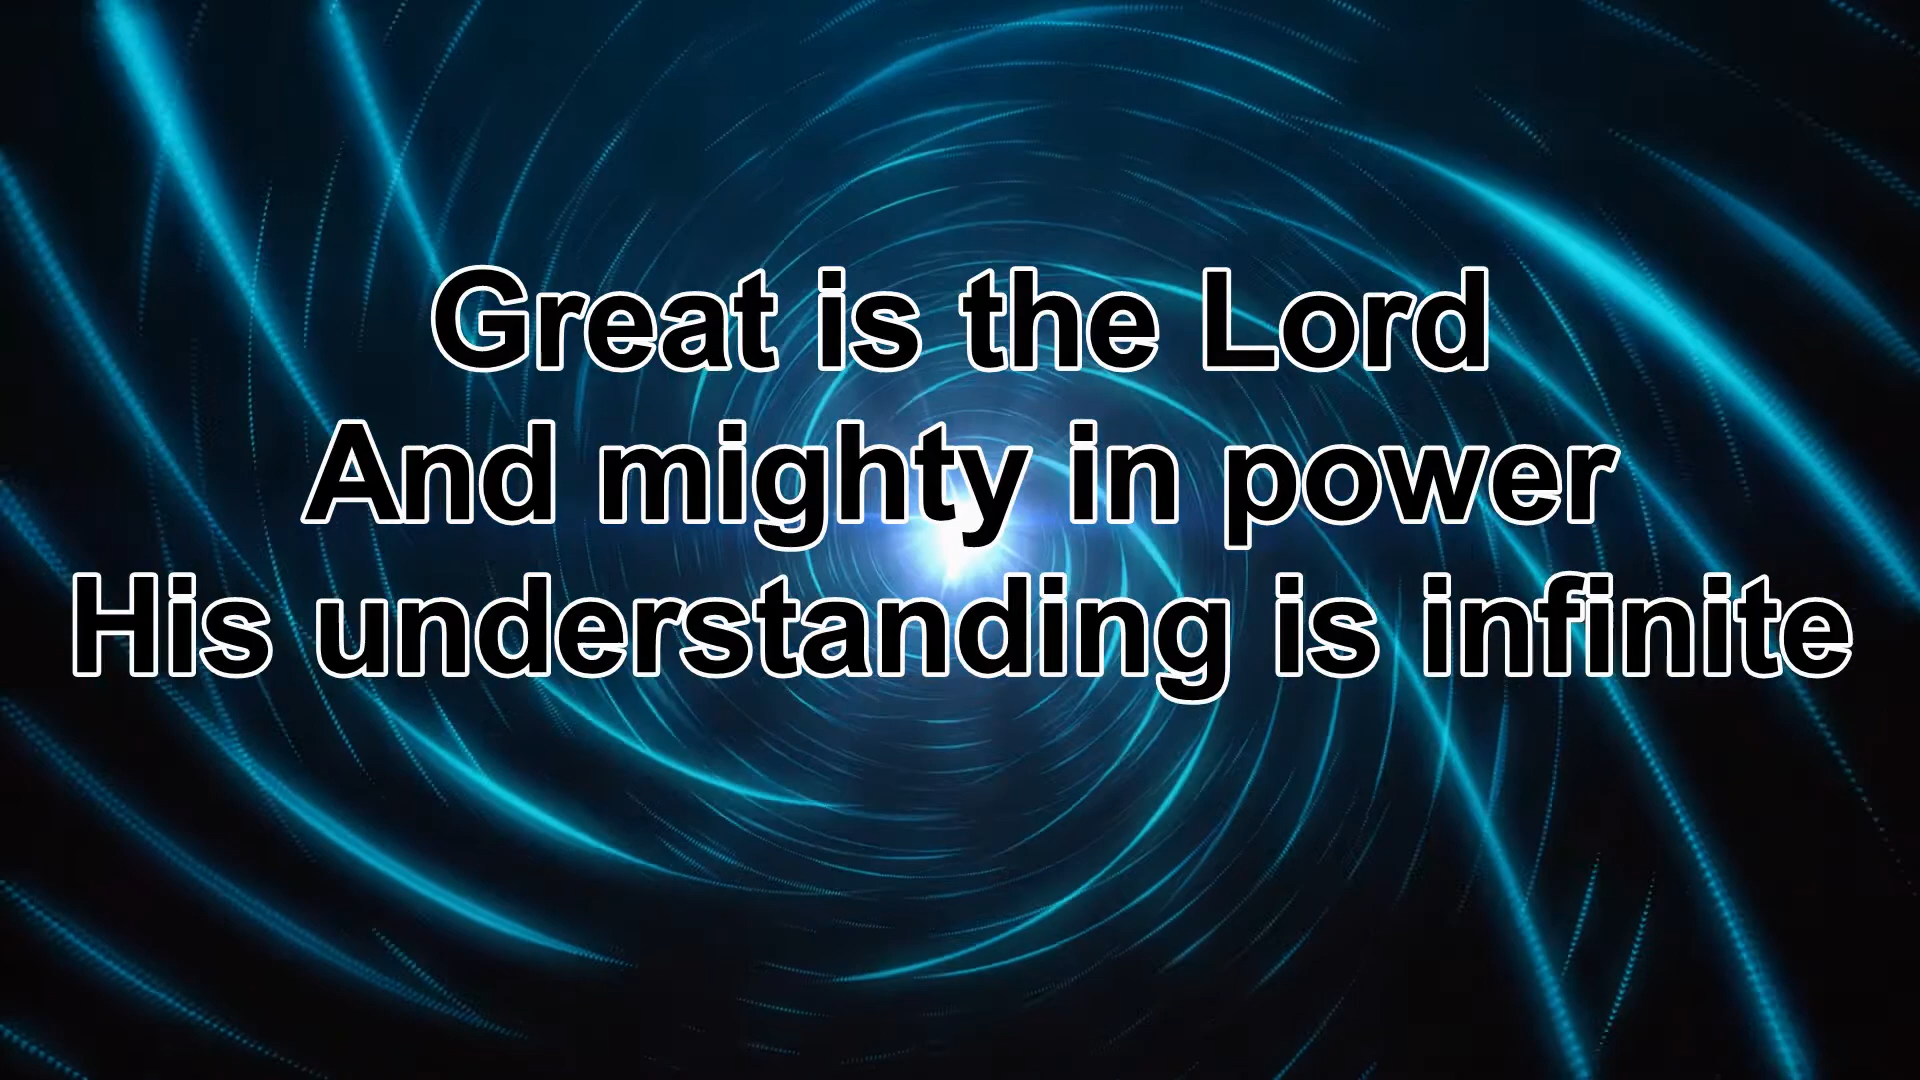 Great is the Lord
And mighty in power
His understanding is infinite